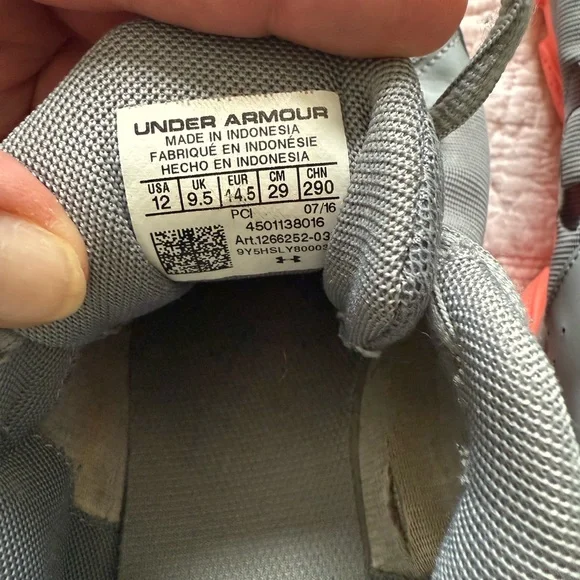 UNDER ARMOUR
MADE IN INDONESIA
FABRIQUÉ EN INDONÉSIE
HECHO EN INDONESIA
USA UK EUR CM CHN
12 9.5 44.5 29 290
PCI 07/16
4501138016
Art.1266252-03